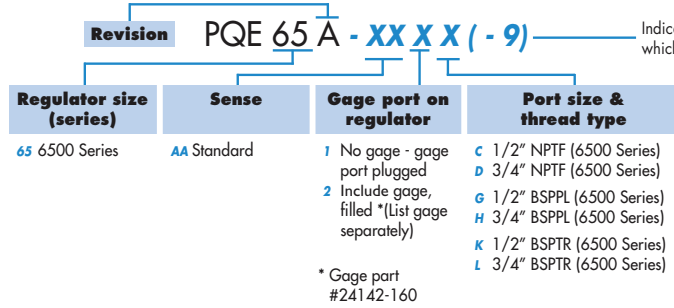 Revision PQE 65 A - XX X X ( - 9)
Regulator size (series)
65 6500 Series
Sense
AA Standard
Gage port on regulator
1 No gage - gage port plugged
2 Include gage, filled *(List gage separately)
* Gage part #24142-160
Port size & thread type
C 1/2” NPTF (6500 Series)
D 3/4” NPTF (6500 Series)
G 1/2” BSPPL (6500 Series)
H 3/4” BSPPL (6500 Series)
K 1/2” BSPTR (6500 Series)
L 3/4” BSPTR (6500 Series)